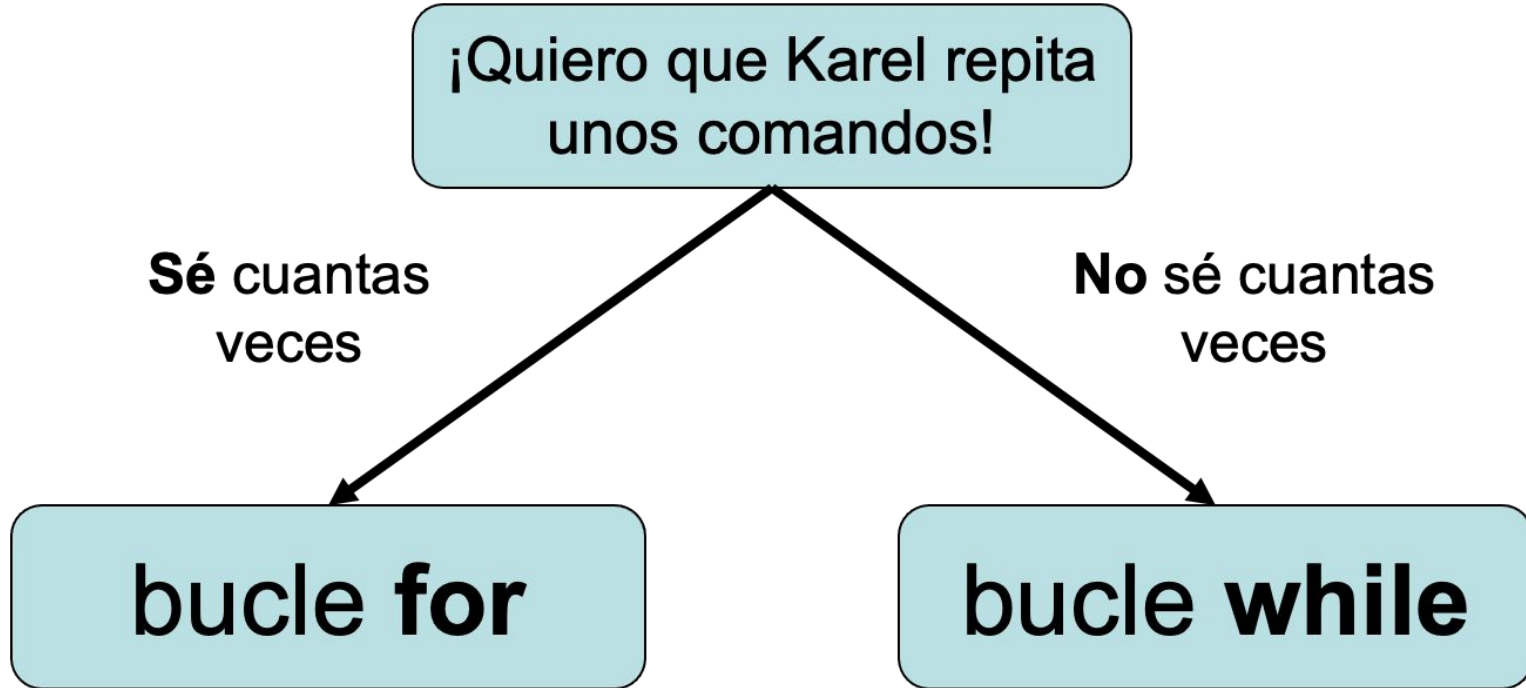 ¡Quiero que Karel repita
unos comandos!
Sé cuantas
veces
No sé cuantas
veces
bucle for
bucle while